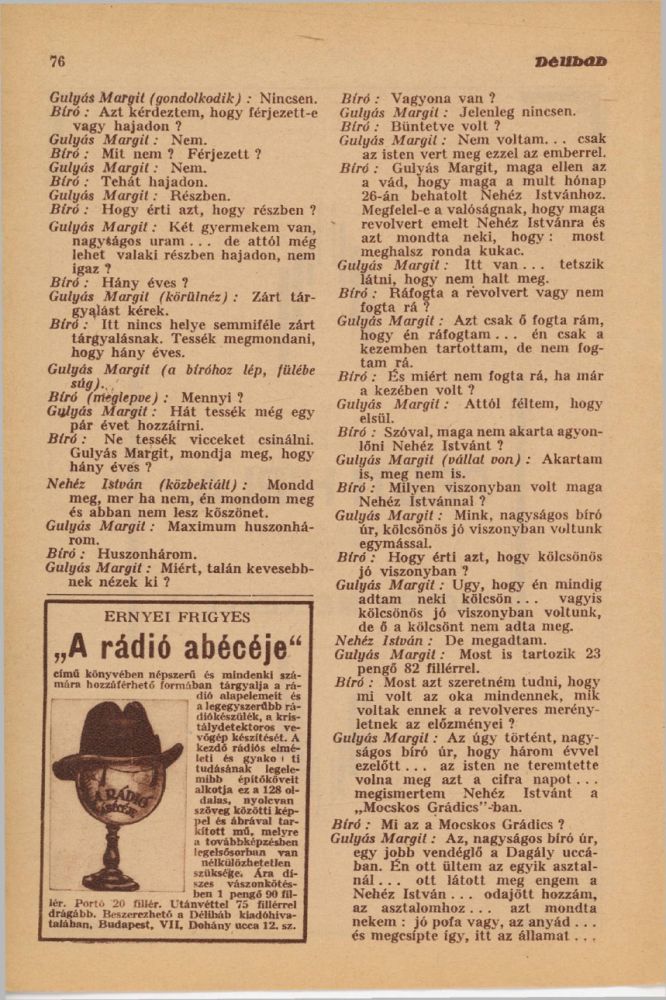 76
Délibáb
Gulyás Margit (gondolkodik) : Nincsen.
Bíró : Azt kérdeztem, hogy férjezett-e
vagy hajadon ?
Gulyás Margit : Nem.
Bíró : Mit nem ? Férjezett ?
Gulyás Margit : Nem.
Bíró : Tehát hajadon.
Gulyás Margit : Részben.
Bíró : Hogy érti azt, hogy részben ?
Gulyás Margit : Két gyermekem van,
nagyságos uram ... de attól még
lehet valaki részben hajadon, nem
igaz ?
Bíró : Hány éves ?
Gulyás Margit (körülnéz) : Zárt tár-
gyalást kérek.
Bíró : Itt nincs helye semmiféle zárt
tárgyalásnak. Tessék megmondani,
hogy hány éves.
Gulyás Margit (a bíróhoz lép, fülébe
súg)...
Bíró (meglepve) : Mennyi ?
Gulyás Margit : Hát tessék még egy
pár évet hozzáírni.
Bíró : Ne tessék vicceket csinálni.
Gulyás Margit, mondja meg, hogy
hány éves ?
Nehéz István (közbekiált) : Mondd
meg, mer ha nem, én mondom meg
és abban nem lesz köszönet.
Gulyás Margit : Maximum huszonhá-
rom.
Bíró : Huszonhárom.
Gulyás Margit : Miért, talán kevesebb-
nek nézek ki ?
ERNYEI FRIGYES
„A rádió abécéje“
című könyvében népszerű és mindenki szá-
mára hozzáférhető formában tárgyalja a rá-
dió alapelemeit és
a legegyszerűbb rá-
diókészülék, a kris-
tálydetektoros ve-
vőgép készítését. A
kezdő rádiós elmé-
leti és gyakorlati
tudásának legele-
mibb építőköveit
alkotja ez a 128 ol-
dalas, nyolcvan
szöveg közötti kép-
pel és ábrával tar-
kított mű, melyre
a továbbképzésben
legelsősorban van
nélkülözhetetlen
szüksége. Ára dí-
szes vászonkötés-
ben 1 pengő 90 fil-
lér. Portó 20 fillér. Utánvéttel 75 fillérrel
drágább. Beszerezhető a Délibáb kiadóhiva-
talában, Budapest, VII, Dohány ucca 12. sz.
A RÁDIÓ
ABÉCÉJE
Bíró : Vagyona van ?
Gulyás Margit : Jelenleg nincsen.
Bíró : Büntetve volt ?
Gulyás Margit : Nem voltam... csak
az isten vert meg ezzel az emberrel.
Bíró : Gulyás Margit, maga ellen az
a vád, hogy maga a mult hónap
26-án behatolt Nehéz Istvánhoz.
Megfelel-e a valóságnak, hogy maga
revolvert emelt Nehéz Istvánra és
azt mondta neki, hogy : most
meghalsz ronda kukac.
Gulyás Margit : Itt van... tetszik
látni, hogy nem halt meg.
Bíró : Ráfogta a revolvert vagy nem
fogta rá ?
Gulyás Margit : Azt csak ő fogta rám,
hogy én ráfogtam... én csak a
kezemben tartottam, de nem fog-
tam rá.
Bíró : És miért nem fogta rá, ha már
a kezében volt ?
Gulyás Margit : Attól féltem, hogy
elsül.
Bíró : Szóval, maga nem akarta agyon-
lőni Nehéz Istvánt ?
Gulyás Margit (vállat von) : Akartam
is, meg nem is.
Bíró : Milyen viszonyban volt maga
Nehéz Istvánnal ?
Gulyás Margit : Mink, nagyságos bíró
úr, kölcsönös jó viszonyban voltunk
egymással.
Bíró : Hogy érti azt, hogy kölcsönös
jó viszonyban ?
Gulyás Margit : Ugy, hogy én mindig
adtam neki kölcsön... vagyis
kölcsönös jó viszonyban voltunk,
de ő a kölcsönt nem adta meg.
Nehéz István : De megadtam.
Gulyás Margit : Most is tartozik 23
pengő 82 fillérrel.
Bíró : Most azt szeretném tudni, hogy
mi volt az oka mindennek, mik
voltak ennek a revolveres merény-
letnek az előzményei ?
Gulyás Margit : Az úgy történt, nagy-
ságos bíró úr, hogy három évvel
ezelőtt... az isten ne teremtette
volna meg azt a cifra napot...
megismertem Nehéz Istvánt a
„Mocskos Grádics”-ban.
Bíró : Mi az a Mocskos Grádics ?
Gulyás Margit : Az, nagyságos bíró úr,
egy jobb vendéglő a Dagály uccá-
ban. Én ott ültem az egyik asztal-
nál... ott látott meg engem a
Nehéz István... odajött hozzám,
az asztalomhoz... azt mondta
nekem : jó pofa vagy, az anyád...
és megcsípte így, itt az államat...